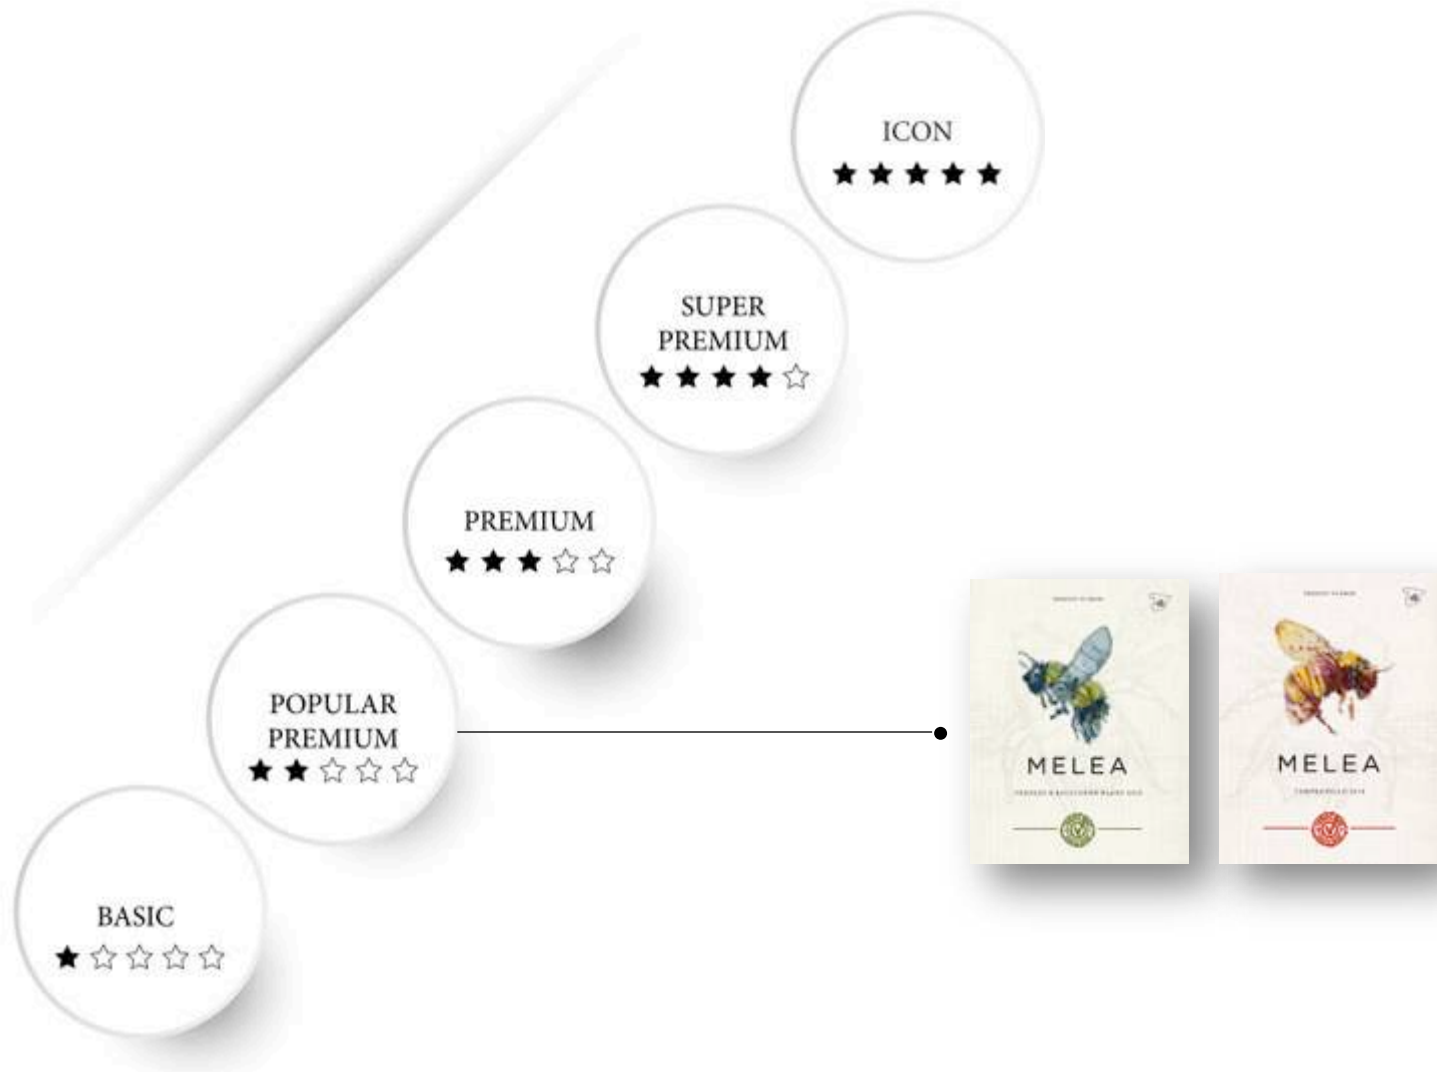 ICON
★★★★★
SUPER
PREMIUM
★★★★☆
PREMIUM
★★★☆☆
POPULAR
PREMIUM
★★☆☆☆
BASIC
★☆☆☆☆
MELEA
MELEA